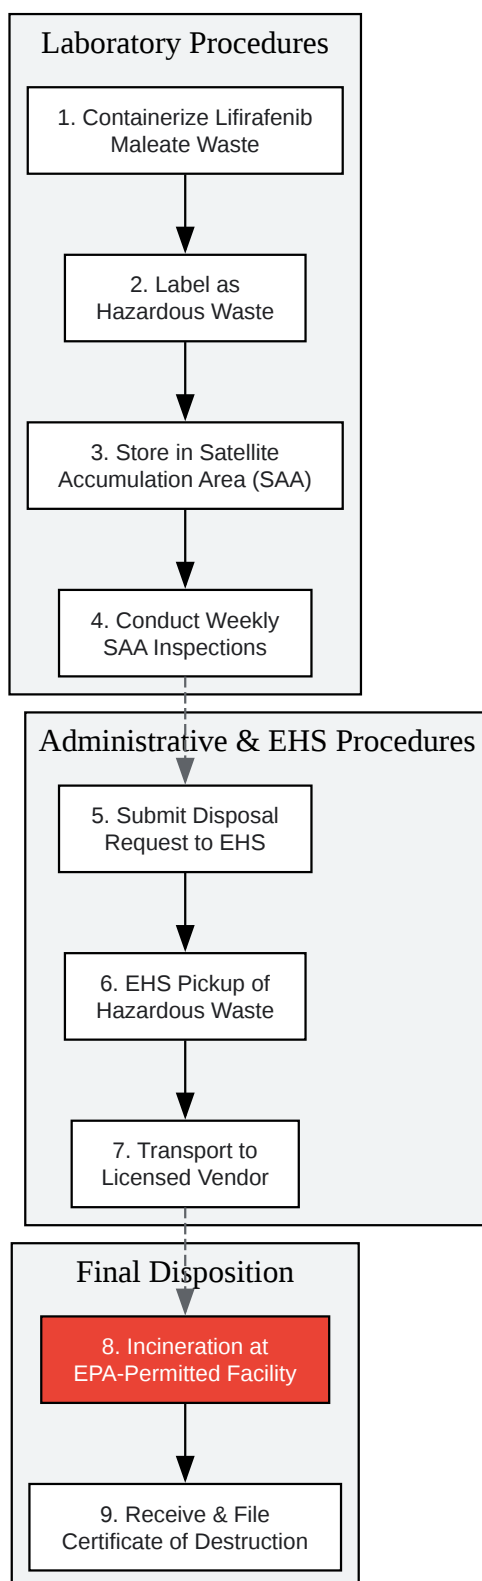 Laboratory Procedures
1. Containerize Lifirafenib
Maleate Waste
2. Label as
Hazardous Waste
3. Store in Satellite
Accumulation Area (SAA)
4. Conduct Weekly
SAA Inspections
Administrative & EHS Procedures
5. Submit Disposal
Request to EHS
6. EHS Pickup of
Hazardous Waste
7. Transport to
Licensed Vendor
Final Disposition
8. Incineration at
EPA-Permitted Facility
9. Receive & File
Certificate of Destruction